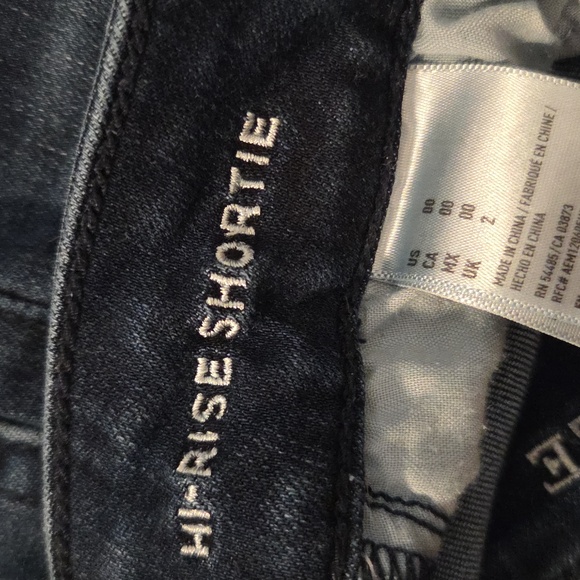 HI-RISE SHORTIE
US 00
CA 00
MX 00
UK 2
MADE IN CHINA / FABRIQUÉ EN CHINE /
HECHO EN CHINA
RN 54485/CA 03873
E